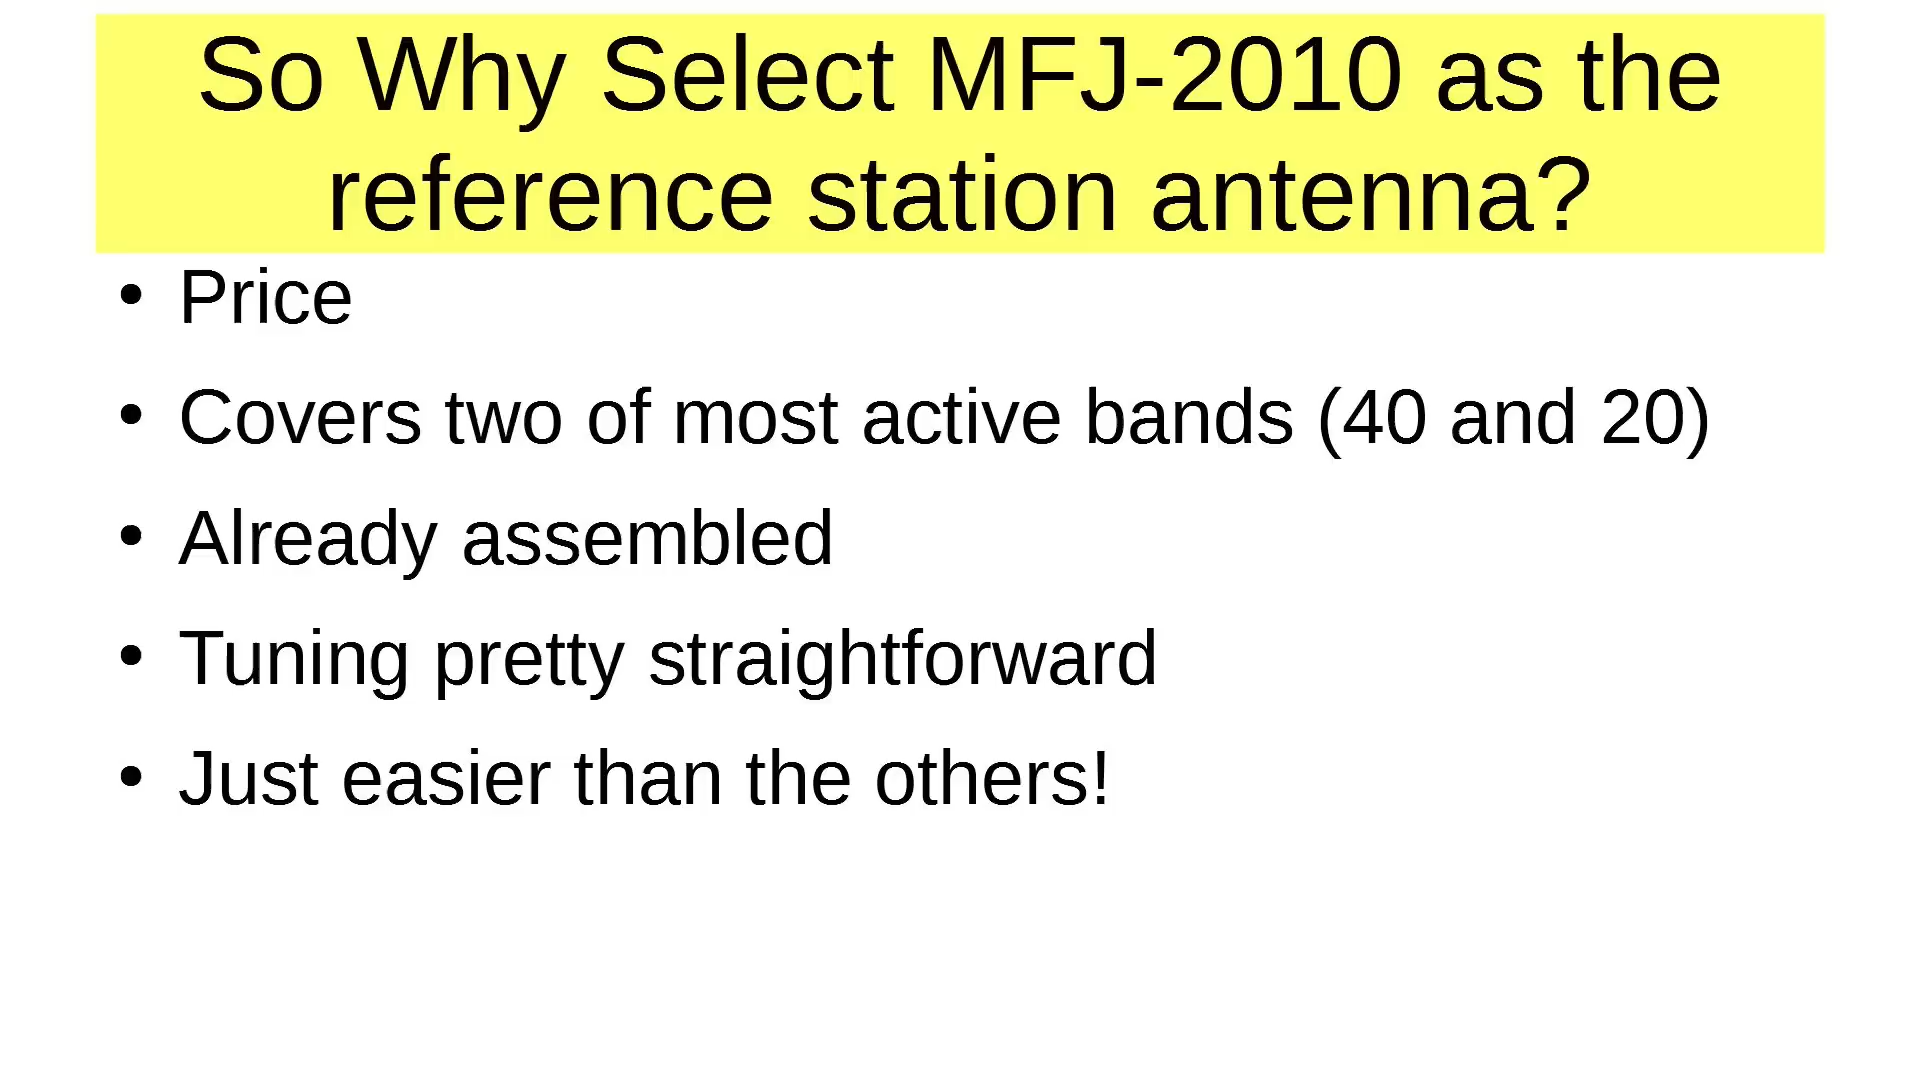 So Why Select MFJ-2010 as the
reference station antenna?
• Price
• Covers two of most active bands (40 and 20)
• Already assembled
• Tuning pretty straightforward
• Just easier than the others!